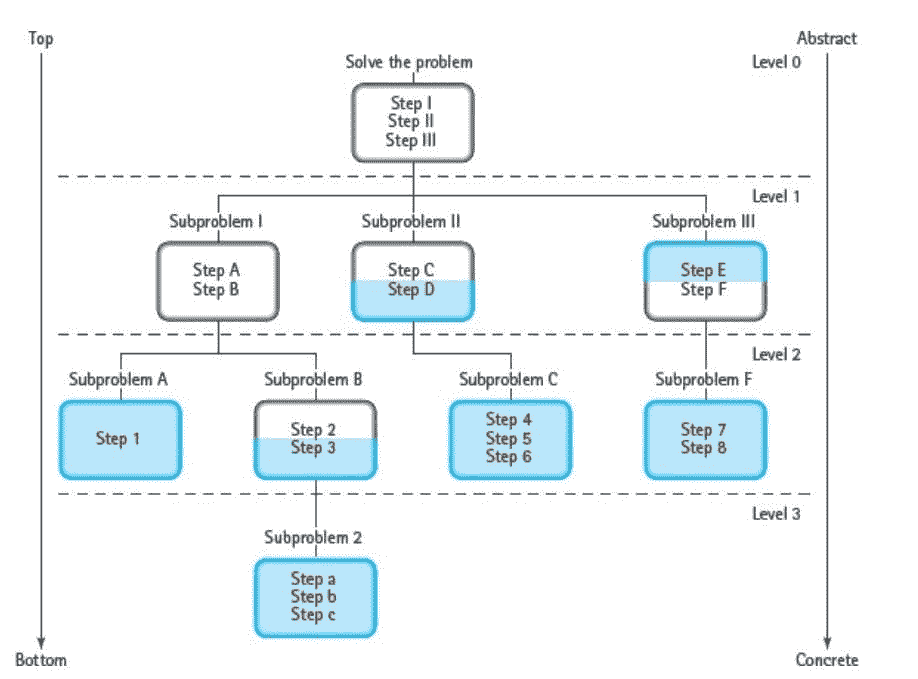 Top
Abstract
Solve the problem
Level 0
Step I
Step II
Step III
Level 1
Subproblem I
Subproblem II
Subproblem III
Step A
Step B
Step C
Step D
Step E
Step F
Level 2
Subproblem A
Subproblem B
Subproblem C
Subproblem F
Step 1
Step 2
Step 3
Step 4
Step 5
Step 6
Step 7
Step 8
Level 3
Subproblem 2
Step a
Step b
Step c
Bottom
Concrete